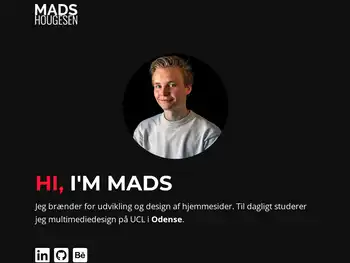 MADS
HOUGESEN
HI, I'M MADS
Jeg brænder for udvikling og design af hjemmesider. Til dagligt studerer
jeg multimediedesign på UCL i Odense.
in
Bē